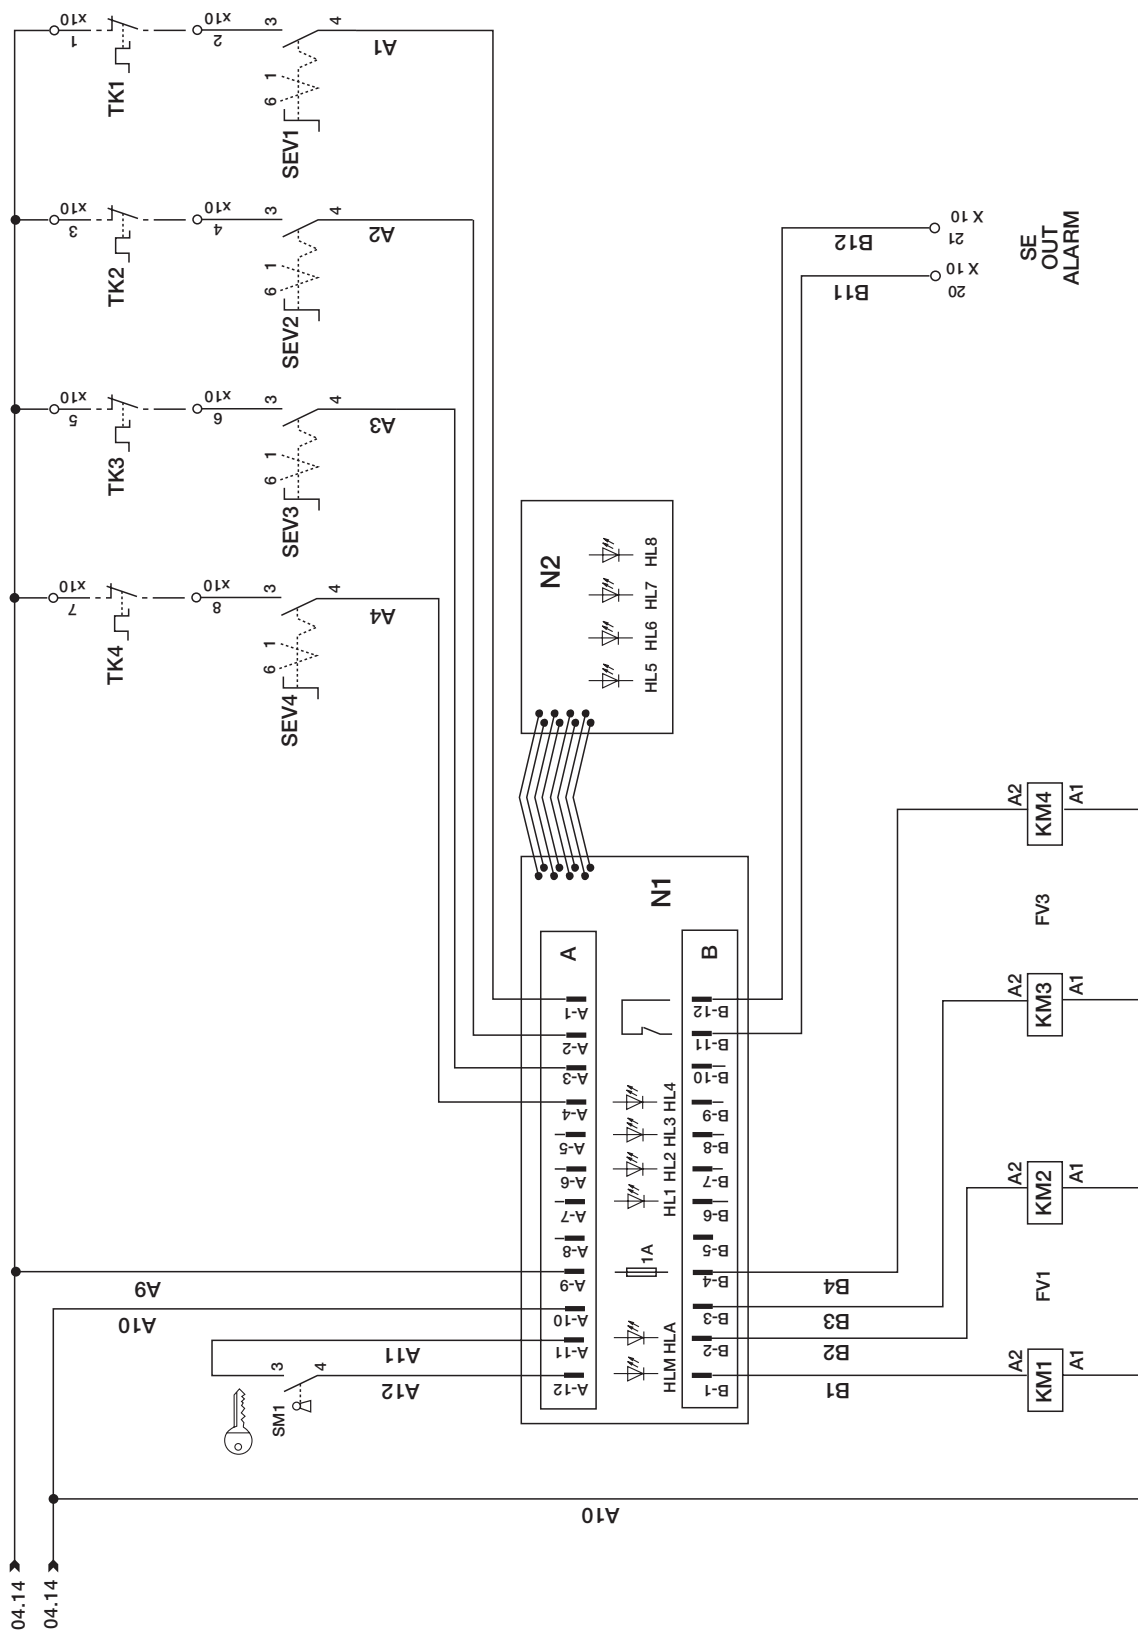 1 x10
TK1
2 x10
3
4
6 1
SEV1
A1
3 x10
TK2
4 x10
3
4
6 1
SEV2
A2
5 x10
TK3
6 x10
3
4
6 1
SEV3
A3
7 x10
TK4
8 x10
3
4
6 1
SEV4
A4
N2
HL5 HL6 HL7 HL8
N1
A
A-12 A-11 A-10 A-9 A-8 A-7 A-6 A-5 A-4 A-3 A-2 A-1
HLM HLA 1A HL1 HL2 HL3 HL4
B
B-1 B-2 B-3 B-4 B-5 B-6 B-7 B-8 B-9 B-10 B-11 B-12
A9
A10
A11
A12
3
4
SM1
04.14
04.14
A10
B1
B2
B3
B4
B11
B12
20 X 10
21 X 10
SE
OUT
ALARM
A2
KM1
A1
FV1
A2
KM2
A1
A2
KM3
A1
FV3
A2
KM4
A1